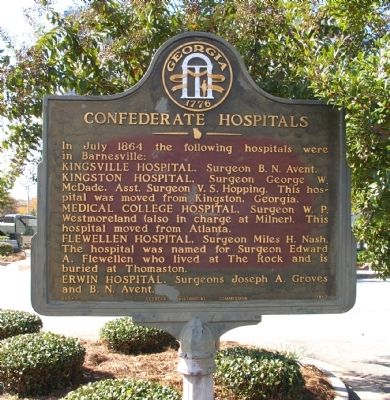 GEORGIA
1776
CONFEDERATE HOSPITALS
In July 1864 the following hospitals were
in Barnesville:
KINGSVILLE HOSPITAL, Surgeon B. N. Avent.
KINGSTON HOSPITAL, Surgeon George W.
McDade, Asst. Surgeon V. S. Hopping. This hos-
pital was moved from Kingston, Georgia.
MEDICAL COLLEGE HOSPITAL, Surgeon W. P.
Westmoreland (also in charge at Milner). This
hospital moved from Atlanta.
FLEWELLEN HOSPITAL, Surgeon Miles H. Nash.
The hospital was named for Surgeon Edward
A. Flewellen who lived at The Rock and is
buried at Thomaston.
ERWIN HOSPITAL, Surgeons Joseph A. Groves
and B. N. Avent.
GEORGIA HISTORICAL COMMISSION 1957